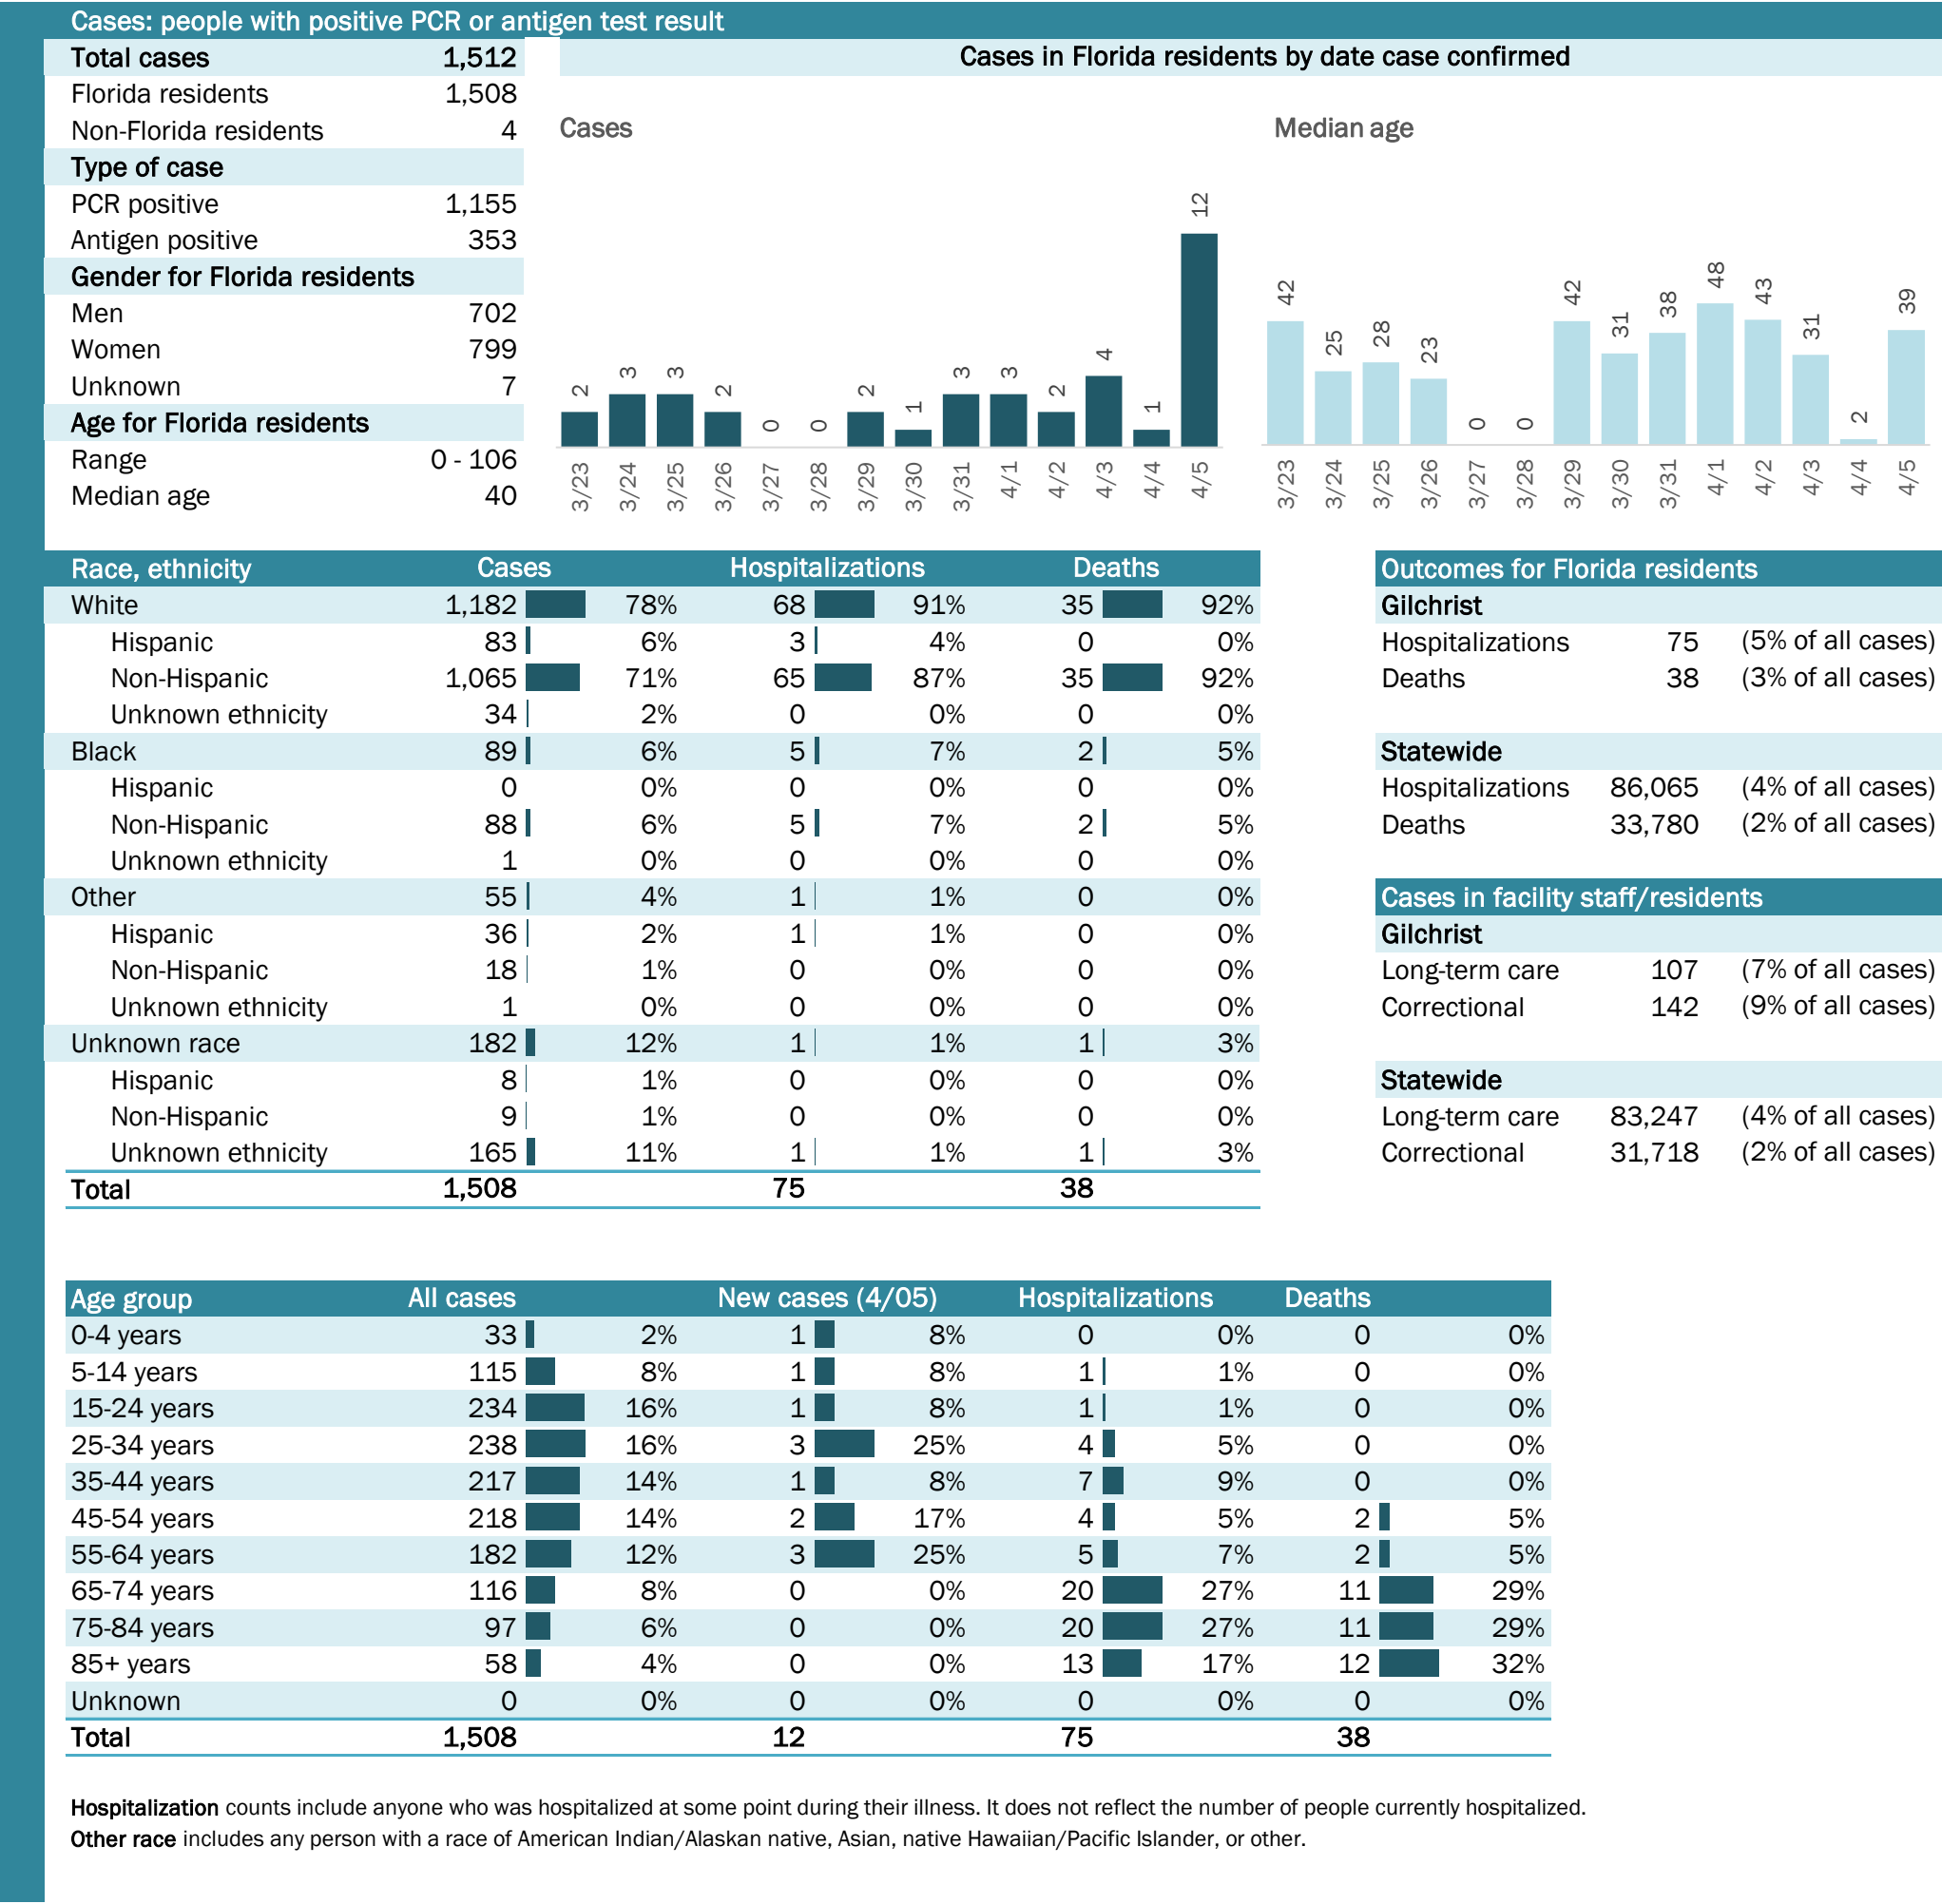 Cases: people with positive PCR or antigen test result
Total cases 1,512
Florida residents 1,508
Non-Florida residents 4
Type of case
PCR positive 1,155
Antigen positive 353
Gender for Florida residents
Men 702
Women 799
Unknown 7
Age for Florida residents
Range 0 - 106
Median age 40
Cases in Florida residents by date case confirmed
Cases
2 3 3 2 0 0 2 1 3 3 2 4 1 12
3/23 3/24 3/25 3/26 3/27 3/28 3/29 3/30 3/31 4/1 4/2 4/3 4/4 4/5
Median age
42 25 28 23 0 0 42 31 38 48 43 31 2 39
3/23 3/24 3/25 3/26 3/27 3/28 3/29 3/30 3/31 4/1 4/2 4/3 4/4 4/5
Race, ethnicity Cases Hospitalizations Deaths
White 1,182 78% 68 91% 35 92%
Hispanic 83 6% 3 4% 0 0%
Non-Hispanic 1,065 71% 65 87% 35 92%
Unknown ethnicity 34 2% 0 0% 0 0%
Black 89 6% 5 7% 2 5%
Hispanic 0 0% 0 0% 0 0%
Non-Hispanic 88 6% 5 7% 2 5%
Unknown ethnicity 1 0% 0 0% 0 0%
Other 55 4% 1 1% 0 0%
Hispanic 36 2% 1 1% 0 0%
Non-Hispanic 18 1% 0 0% 0 0%
Unknown ethnicity 1 0% 0 0% 0 0%
Unknown race 182 12% 1 1% 1 3%
Hispanic 8 1% 0 0% 0 0%
Non-Hispanic 9 1% 0 0% 0 0%
Unknown ethnicity 165 11% 1 1% 1 3%
Total 1,508 75 38
Outcomes for Florida residents
Gilchrist
Hospitalizations 75 (5% of all cases)
Deaths 38 (3% of all cases)
Statewide
Hospitalizations 86,065 (4% of all cases)
Deaths 33,780 (2% of all cases)
Cases in facility staff/residents
Gilchrist
Long-term care 107 (7% of all cases)
Correctional 142 (9% of all cases)
Statewide
Long-term care 83,247 (4% of all cases)
Correctional 31,718 (2% of all cases)
Age group All cases New cases (4/05) Hospitalizations Deaths
0-4 years 33 2% 1 8% 0 0% 0 0%
5-14 years 115 8% 1 8% 1 1% 0 0%
15-24 years 234 16% 1 8% 1 1% 0 0%
25-34 years 238 16% 3 25% 4 5% 0 0%
35-44 years 217 14% 1 8% 7 9% 0 0%
45-54 years 218 14% 2 17% 4 5% 2 5%
55-64 years 182 12% 3 25% 5 7% 2 5%
65-74 years 116 8% 0 0% 20 27% 11 29%
75-84 years 97 6% 0 0% 20 27% 11 29%
85+ years 58 4% 0 0% 13 17% 12 32%
Unknown 0 0% 0 0% 0 0% 0 0%
Total 1,508 12 75 38
Hospitalization counts include anyone who was hospitalized at some point during their illness. It does not reflect the number of people currently hospitalized.
Other race includes any person with a race of American Indian/Alaskan native, Asian, native Hawaiian/Pacific Islander, or other.